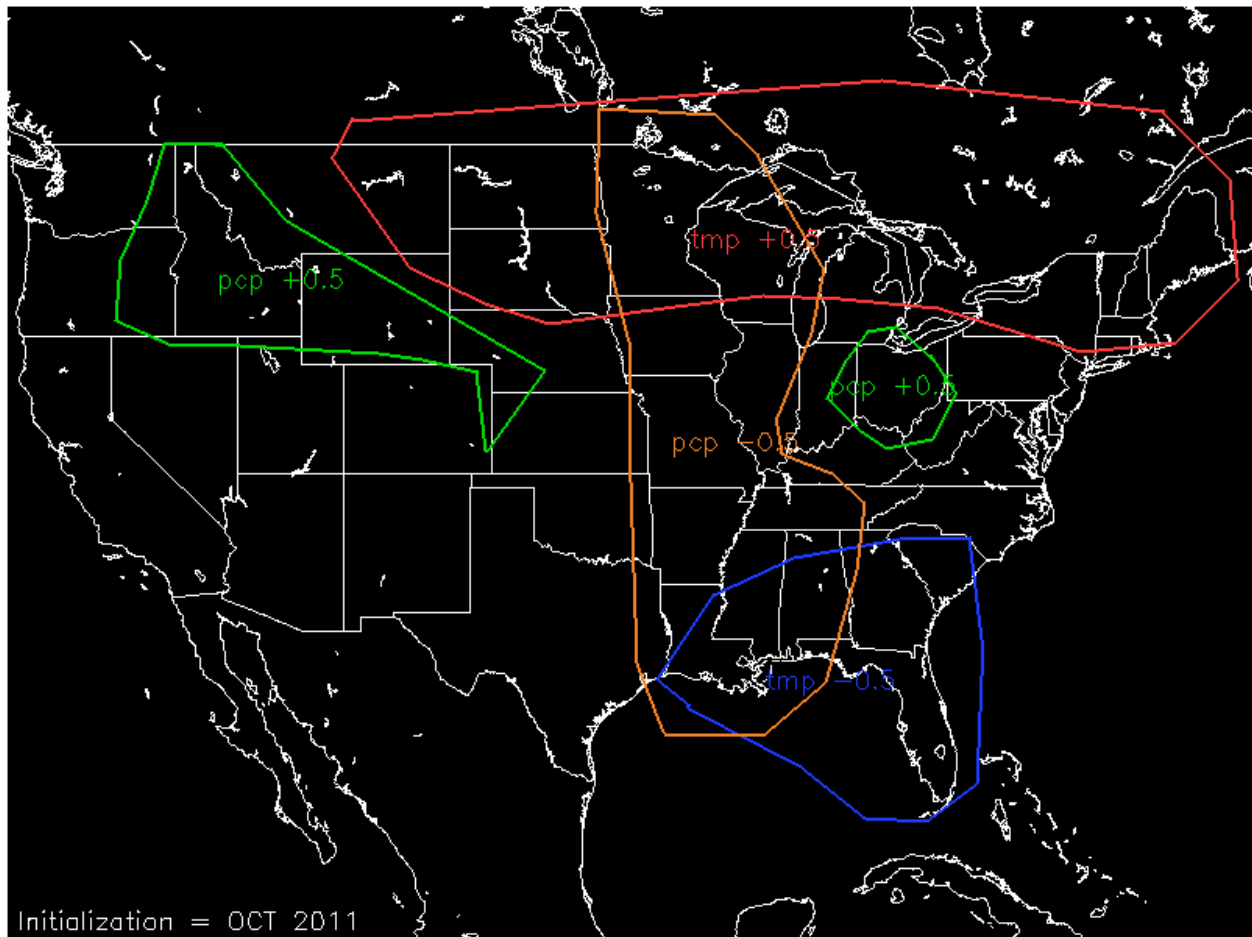 tmp +0.5
pcp +0.5
pcp +0.5
pcp -0.5
tmp -0.5
Initialization = OCT 2011